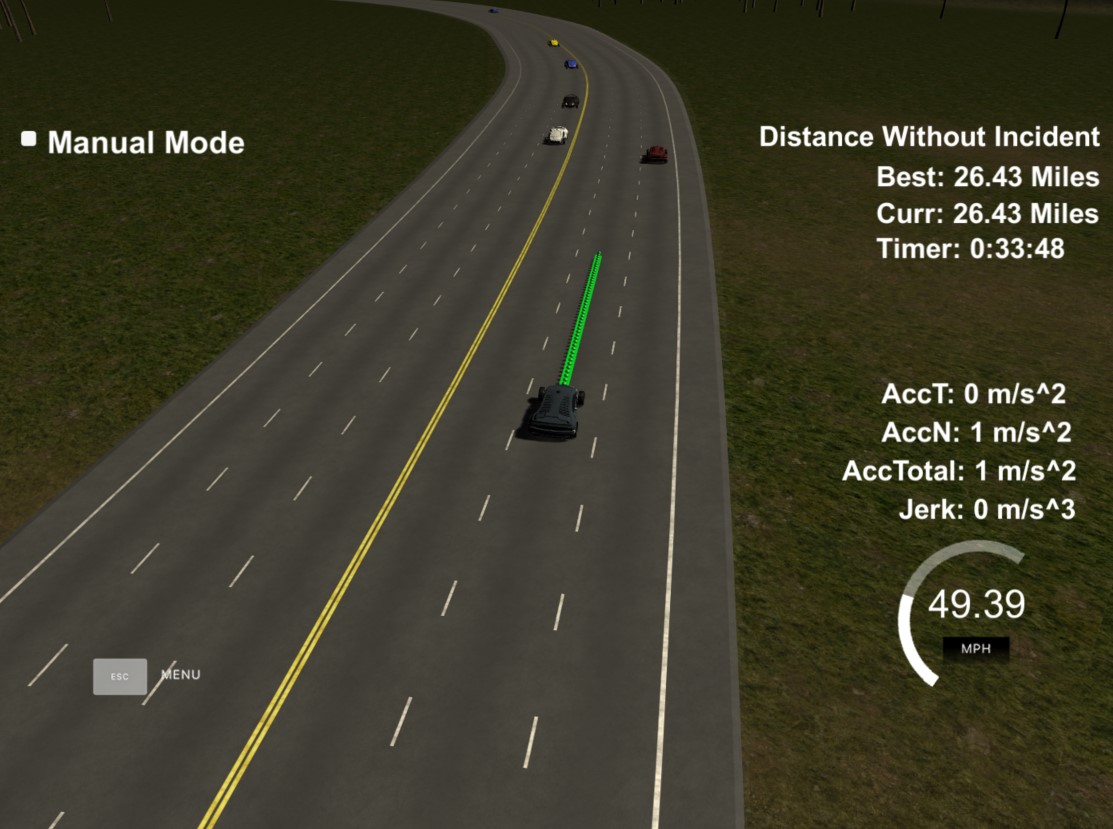 Manual Mode
Distance Without Incident
Best: 26.43 Miles
Curr: 26.43 Miles
Timer: 0:33:48
AccT: 0 m/s^2
AccN: 1 m/s^2
AccTotal: 1 m/s^2
Jerk: 0 m/s^3
49.39
MPH
ESC MENU